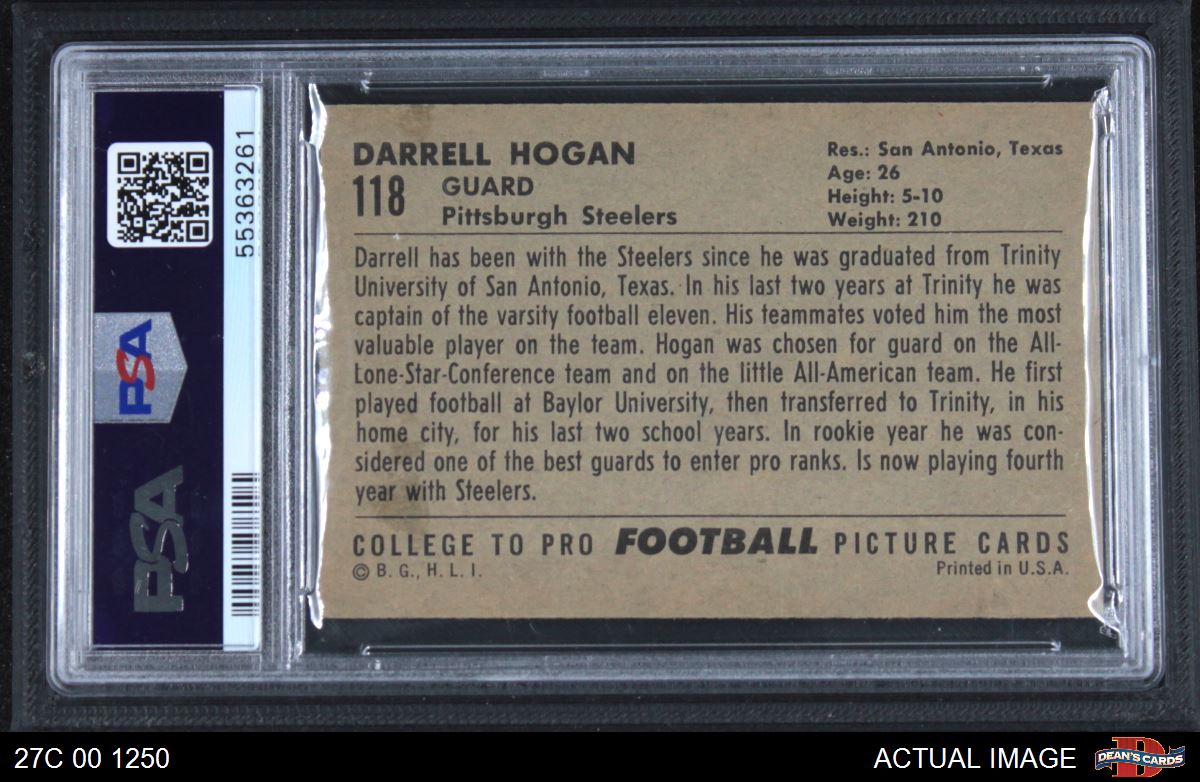 DARRELL HOGAN
118
GUARD
Pittsburgh Steelers
Res.: San Antonio, Texas
Age: 26
Height: 5-10
Weight: 210
Darrell has been with the Steelers since he was graduated from Trinity
University of San Antonio, Texas. In his last two years at Trinity he was
captain of the varsity football eleven. His teammates voted him the most
valuable player on the team. Hogan was chosen for guard on the All-
Lone-Star-Conference team and on the little All-American team. He first
played football at Baylor University, then transferred to Trinity, in his
home city, for his last two school years. In rookie year he was con-
sidered one of the best guards to enter pro ranks. Is now playing fourth
year with Steelers.
COLLEGE TO PRO FOOTBALL PICTURE CARDS
© B. G., H. L. I.
Printed in U.S.A.
55363261
PSA
PSA
27C 00 1250
ACTUAL IMAGE
D
DEAN'S CARDS